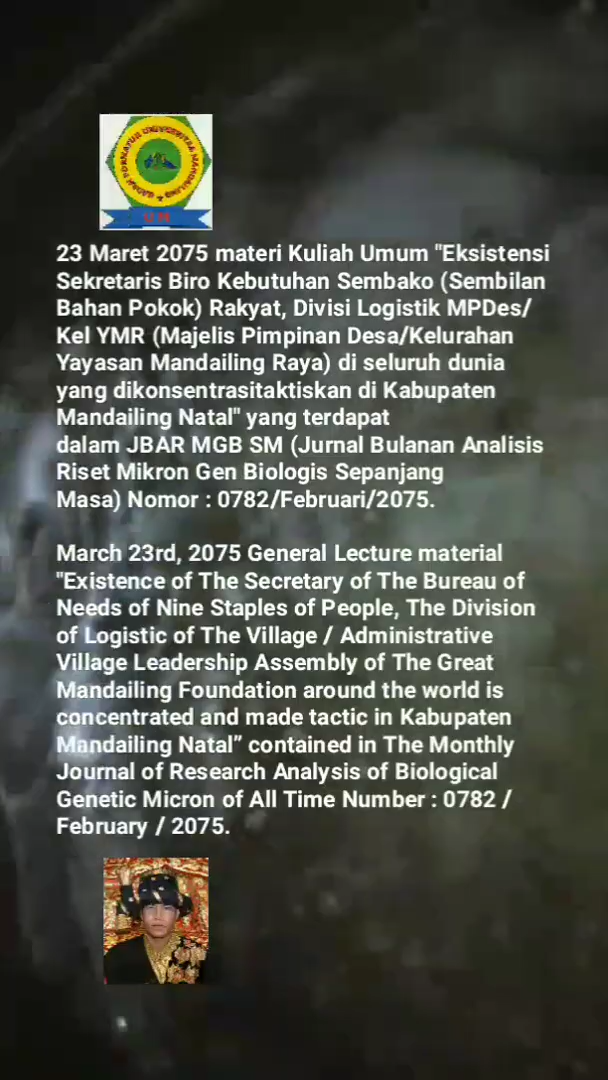 BADAN FORMATUR UNIVERSITAS MANDAILING
UM
23 Maret 2075 materi Kuliah Umum "Eksistensi
Sekretaris Biro Kebutuhan Sembako (Sembilan
Bahan Pokok) Rakyat, Divisi Logistik MPDes/
Kel YMR (Majelis Pimpinan Desa/Kelurahan
Yayasan Mandailing Raya) di seluruh dunia
yang dikonsentrasitaktiskan di Kabupaten
Mandailing Natal" yang terdapat
dalam JBAR MGB SM (Jurnal Bulanan Analisis
Riset Mikron Gen Biologis Sepanjang
Masa) Nomor : 0782/Februari/2075.
March 23rd, 2075 General Lecture material
"Existence of The Secretary of The Bureau of
Needs of Nine Staples of People, The Division
of Logistic of The Village / Administrative
Village Leadership Assembly of The Great
Mandailing Foundation around the world is
concentrated and made tactic in Kabupaten
Mandailing Natal” contained in The Monthly
Journal of Research Analysis of Biological
Genetic Micron of All Time Number : 0782 /
February / 2075.